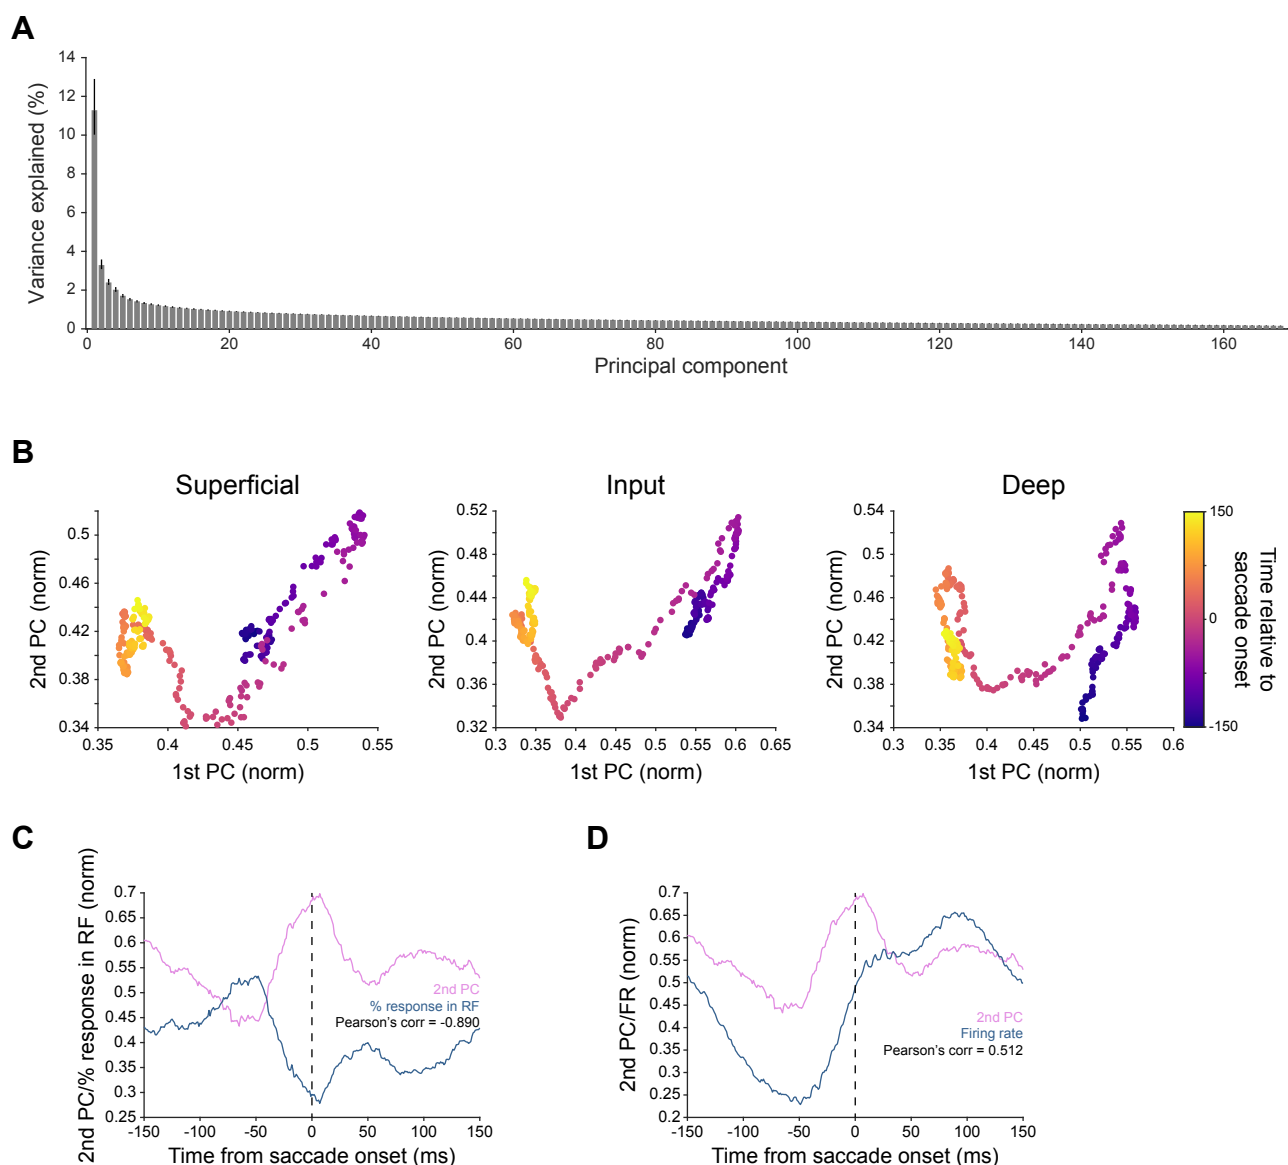 A
Variance explained (%)
14
12
10
8
6
4
2
0
0 20 40 60 80 100 120 140 160
Principal component
B
Superficial
2nd PC (norm)
0.5
0.46
0.42
0.38
0.34
0.35 0.4 0.45 0.5 0.55
1st PC (norm)
Input
2nd PC (norm)
0.52
0.48
0.44
0.4
0.36
0.32
0.3 0.35 0.4 0.45 0.5 0.55 0.6 0.65
1st PC (norm)
Deep
2nd PC (norm)
0.54
0.5
0.46
0.42
0.38
0.34
0.3 0.35 0.4 0.45 0.5 0.55 0.6
1st PC (norm)
150
0
-150
Time relative to
saccade onset
C
2nd PC/% response in RF (norm)
0.7
0.65
0.6
0.55
0.5
0.45
0.4
0.35
0.3
0.25
2nd PC
% response in RF
Pearson's corr = -0.890
-150 -100 -50 0 50 100 150
Time from saccade onset (ms)
D
2nd PC/FR (norm)
0.7
0.65
0.6
0.55
0.5
0.45
0.4
0.35
0.3
0.25
0.2
2nd PC
Firing rate
Pearson's corr = 0.512
-150 -100 -50 0 50 100 150
Time from saccade onset (ms)